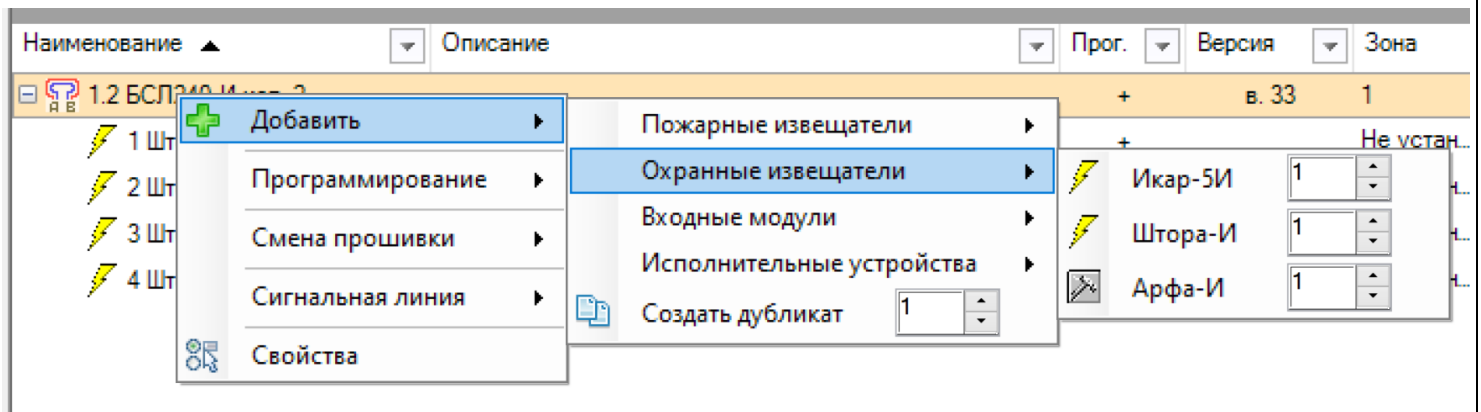 Наименование Описание Прог. Версия Зона
1.2 БСЛ240-И + в. 33 1
Добавить Пожарные извещатели +
1 Шт Не устан...
Охранные извещатели Икар-5И 1
2 Шт Программирование
Входные модули Штора-И 1
3 Шт Смена прошивки
Исполнительные устройства
4 Шт Арфа-И 1
Сигнальная линия Создать дубликат 1
Свойства